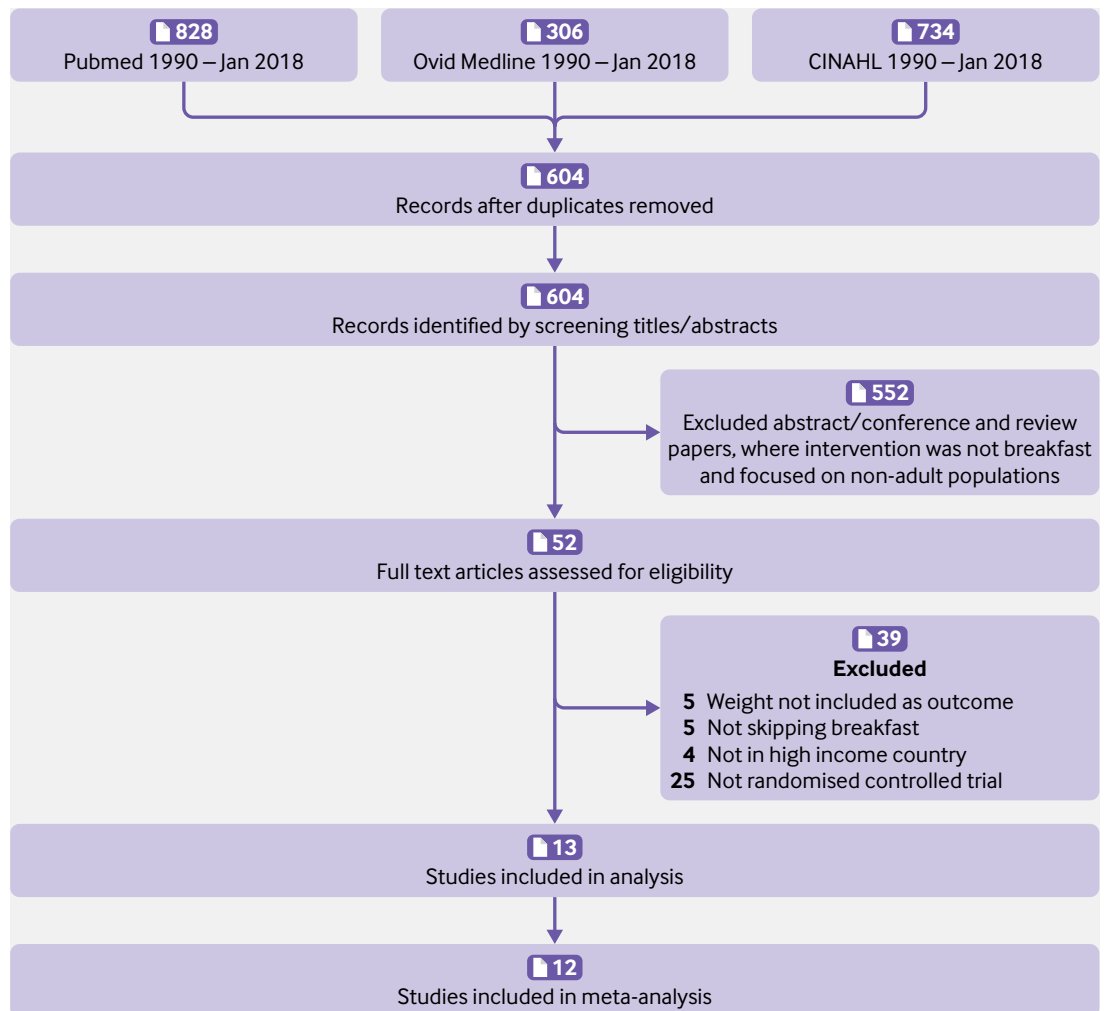 828
Pubmed 1990 – Jan 2018
306
Ovid Medline 1990 – Jan 2018
734
CINAHL 1990 – Jan 2018
604
Records after duplicates removed
604
Records identified by screening titles/abstracts
552
Excluded abstract/conference and review
papers, where intervention was not breakfast
and focused on non-adult populations
52
Full text articles assessed for eligibility
39
Excluded
5 Weight not included as outcome
5 Not skipping breakfast
4 Not in high income country
25 Not randomised controlled trial
13
Studies included in analysis
12
Studies included in meta-analysis